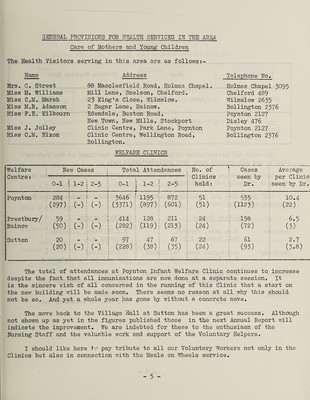 GENERAL PROVISIONS FOR HEALTH SERVICES IN THE AREA
Care of Mothers and Young Children
The Health Visitors serving in this area are as follows:-
Name Address Telephone No.
Mrs. C. Street 88 Macclesfield Road, Holmes Chapel. Holmes Chapel 3095
Miss M. Williams Mill Lane, Snelson, Chelford. Chelford 489
Miss C.M. Marsh 23 King's Close, Wilmslow. Wilmslow 2635
Miss M.R. Adamson 2 Sugar Lane, Rainow. Bollington 2376
Miss F.E. Kilbourn Edendale, Buxton Road, Poynton 2127
New Town, New Mills, Stockport Disley 476
Miss J. Jolley Clinic Centre, Park Lane, Poynton Poynton 2127
Miss C.M. Nixon Clinic Centre, Wellington Road, Bollington 2376
Bollington.
WELFARE CLINICS
Welfare New Cases Total Attendances No. of Cases Average
Centre: Clinics seen by per Clinic
0-1 1-2 2-5 0-1 1-2 2-5 held: Dr. seen by Dr.
Poynton 284 - - 3646 1195 872 51 535 10.4
(297) (-) (-) (3371) (897) (601) (51) (1123) (22)
Prestbury/ 59 - - 414 128 211 24 158 6.5
Rainow (50) (-) (-) (282) (119) (213) (24) (72) (3)
Sutton 20 - - 97 47 67 22 61 2.7
(20) (-) (-) (228) (38) (35) (24) (93) (3.8)
The total of attendances at Poynton Infant Welfare Clinic continues to increase
despite the fact that all immunisations are now done at a separate session. It
is the sincere wish of all concerned in the running of this Clinic that a start on
the new building will be made soon. There seems no reason at all why this should
not be so. And yet a whole year has gone by without a concrete move.
The move back to the Village Hall at Sutton has been a great success. Although
not shown up as yet in the figures published those in the next Annual Report will
indicate the improvement. We are indebted for these to the enthusiasm of the
Nursing Staff and the valuable work and support of the Voluntary Helpers.
I should like here to pay tribute to all our Voluntary Workers not only in the
Clinics but also in connection with the Meals on Wheels service.
- 5 -